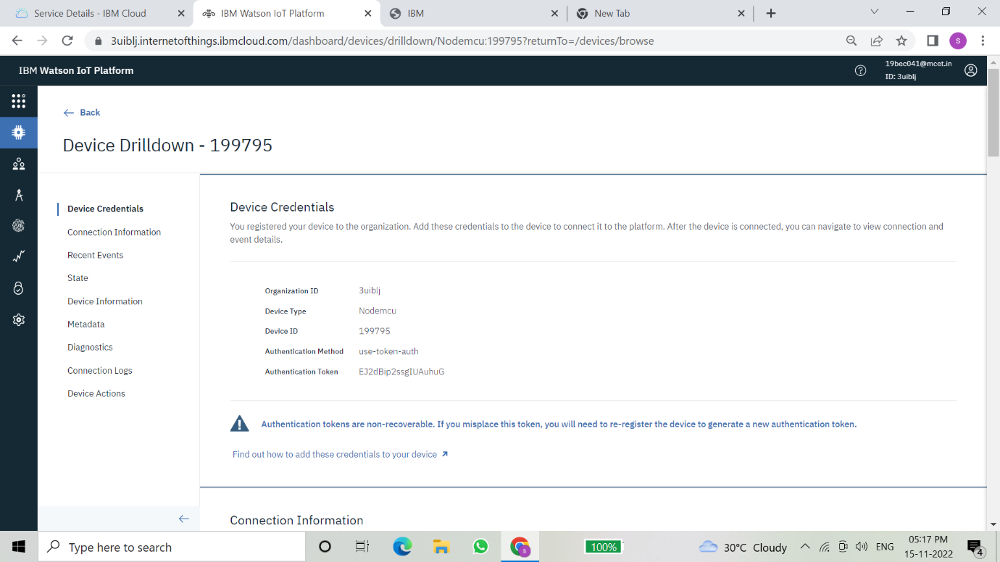 Service Details - IBM Cloud
IBM Watson IoT Platform
IBM
New Tab
3uiblj.internetofthings.ibmcloud.com/dashboard/devices/drilldown/Nodemcu:199795?returnTo=/devices/browse
S
IBM Watson IoT Platform
19bec041@mcet.in
ID: 3uiblj
Back
Device Drilldown - 199795
Device Credentials
Connection Information
Recent Events
State
Device Information
Metadata
Diagnostics
Connection Logs
Device Actions
Device Credentials
You registered your device to the organization. Add these credentials to the device to connect it to the platform. After the device is connected, you can navigate to view connection and
event details.
Organization ID 3uiblj
Device Type Nodemcu
Device ID 199795
Authentication Method use-token-auth
Authentication Token EJ2dBip2ssgIUAuhuG
Authentication tokens are non-recoverable. If you misplace this token, you will need to re-register the device to generate a new authentication token.
Find out how to add these credentials to your device
Connection Information
Type here to search
S
100%
30°C Cloudy
ENG
05:17 PM
15-11-2022
4